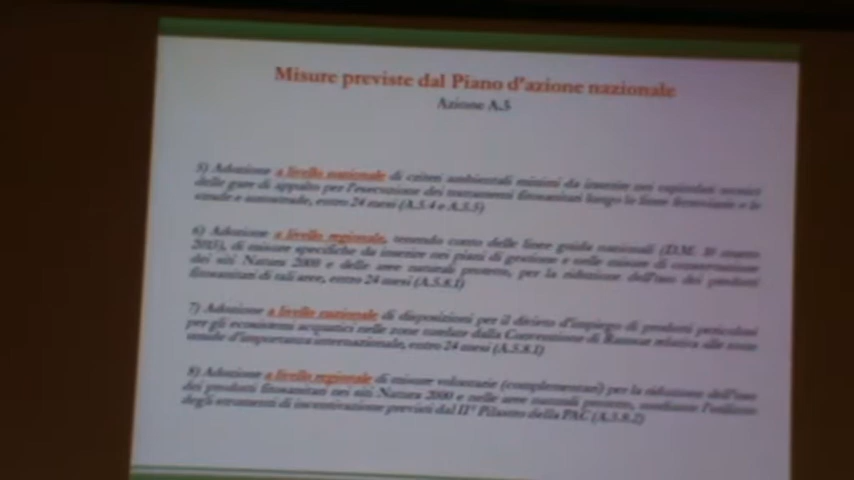 Misure previste dal Piano d'azione nazionale
Azione A.5
5) Adozione a livello nazionale di criteri ambientali minimi da inserire nei capitolati tecnici
delle gare di appalto per l'esecuzione dei trattamenti fitosanitari lungo le linee ferroviarie e le
strade e autostrade, entro 24 mesi (A.5.4 e A.5.5)
6) Adozione a livello regionale, tenendo conto delle linee guida nazionali (D.M. 10 marzo
2015), di misure specifiche da inserire nei piani di gestione e nelle misure di conservazione
dei siti Natura 2000 e delle aree naturali protette, per la riduzione dell'uso dei prodotti
fitosanitari di tali aree, entro 24 mesi (A.5.8.1)
7) Adozione a livello nazionale di disposizioni per il divieto d'impiego di prodotti pericolosi
per gli ecosistemi acquatici nelle zone tutelate dalla Convenzione di Ramsar relativa alle zone
umide d'importanza internazionale, entro 24 mesi (A.5.8.1)
8) Adozione a livello regionale di misure volontarie (complementari) per la riduzione dell'uso
dei prodotti fitosanitari nei siti Natura 2000 e nelle aree naturali protette, mediante l'utilizzo
degli strumenti di incentivazione previsti dal II° Pilastro della PAC (A.5.8.2)